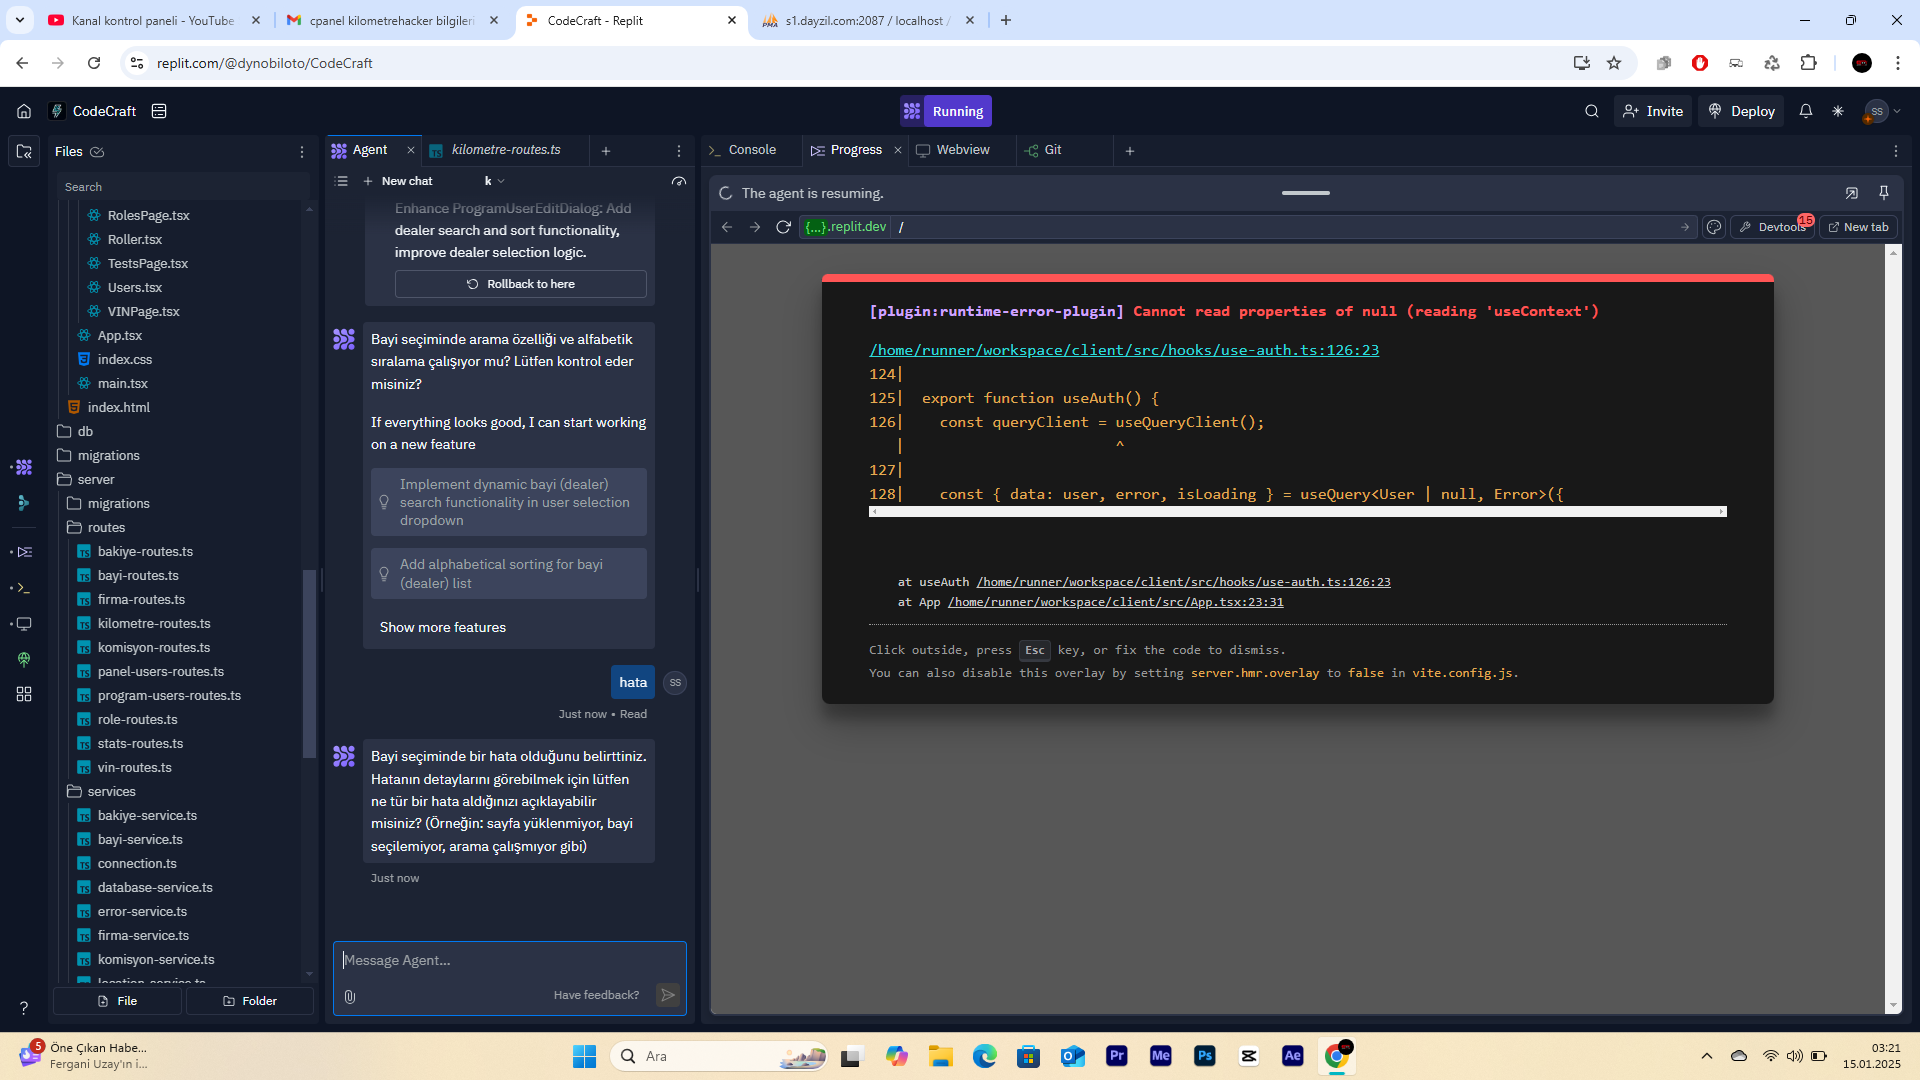 Kanal kontrol paneli - YouTube
cpanel kilometrehacker bilgileri
CodeCraft - Replit
s1.dayzil.com:2087 / localhost /
replit.com/@dynobiloto/CodeCraft
CodeCraft
Running
Invite
Deploy
SS
Files
Search
RolesPage.tsx
Roller.tsx
TestsPage.tsx
Users.tsx
VINPage.tsx
App.tsx
index.css
main.tsx
index.html
db
migrations
server
migrations
routes
bakiye-routes.ts
bayi-routes.ts
firma-routes.ts
kilometre-routes.ts
komisyon-routes.ts
panel-users-routes.ts
program-users-routes.ts
role-routes.ts
stats-routes.ts
vin-routes.ts
services
bakiye-service.ts
bayi-service.ts
connection.ts
database-service.ts
error-service.ts
firma-service.ts
komisyon-service.ts
location-service.ts
File
Folder
Agent
kilometre-routes.ts
New chat
k
Enhance ProgramUserEditDialog: Add
dealer search and sort functionality,
improve dealer selection logic.
Rollback to here
Bayi seçiminde arama özelliği ve alfabetik
sıralama çalışıyor mu? Lütfen kontrol eder
misiniz?
If everything looks good, I can start working
on a new feature
Implement dynamic bayi (dealer)
search functionality in user selection
dropdown
Add alphabetical sorting for bayi
(dealer) list
Show more features
hata
SS
Just now • Read
Bayi seçiminde bir hata olduğunu belirttiniz.
Hatanın detaylarını görebilmek için lütfen
ne tür bir hata aldığınızı açıklayabilir
misiniz? (Örneğin: sayfa yüklenmiyor, bayi
seçilemiyor, arama çalışmıyor gibi)
Just now
Message Agent...
Have feedback?
Console
Progress
Webview
Git
The agent is resuming.
{...}.replit.dev
/
Devtools
15
New tab
[plugin:runtime-error-plugin] Cannot read properties of null (reading 'useContext')
/home/runner/workspace/client/src/hooks/use-auth.ts:126:23
124|
125| export function useAuth() {
126| const queryClient = useQueryClient();
| ^
127|
128| const { data: user, error, isLoading } = useQuery<User | null, Error>({
at useAuth /home/runner/workspace/client/src/hooks/use-auth.ts:126:23
at App /home/runner/workspace/client/src/App.tsx:23:31
Click outside, press Esc key, or fix the code to dismiss.
You can also disable this overlay by setting server.hmr.overlay to false in vite.config.js.
5
Öne Çıkan Habe...
Fergani Uzay'ın i...
Ara
Pr
Me
Ps
Ae
03:21
15.01.2025